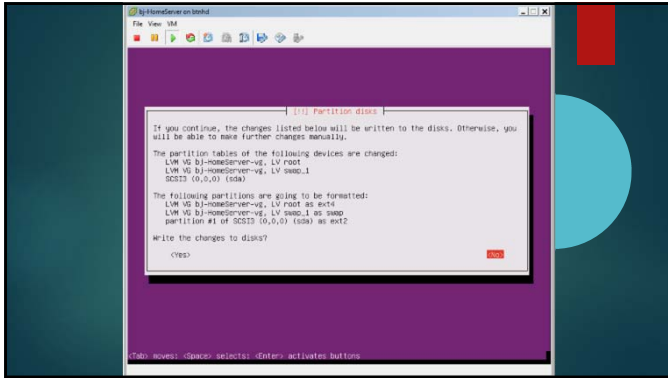 bj-HomeServer on btnhd
File View VM
[!!] Partition disks
If you continue, the changes listed below will be written to the disks. Otherwise, you
will be able to make further changes manually.
The partition tables of the following devices are changed:
LVM VG bj-HomeServer-vg, LV root
LVM VG bj-HomeServer-vg, LV swap_1
SCSI3 (0,0,0) (sda)
The following partitions are going to be formatted:
LVM VG bj-HomeServer-vg, LV root as ext4
LVM VG bj-HomeServer-vg, LV swap_1 as swap
partition #1 of SCSI3 (0,0,0) (sda) as ext2
Write the changes to disks?
<Yes> <No>
<Tab> moves; <Space> selects; <Enter> activates buttons